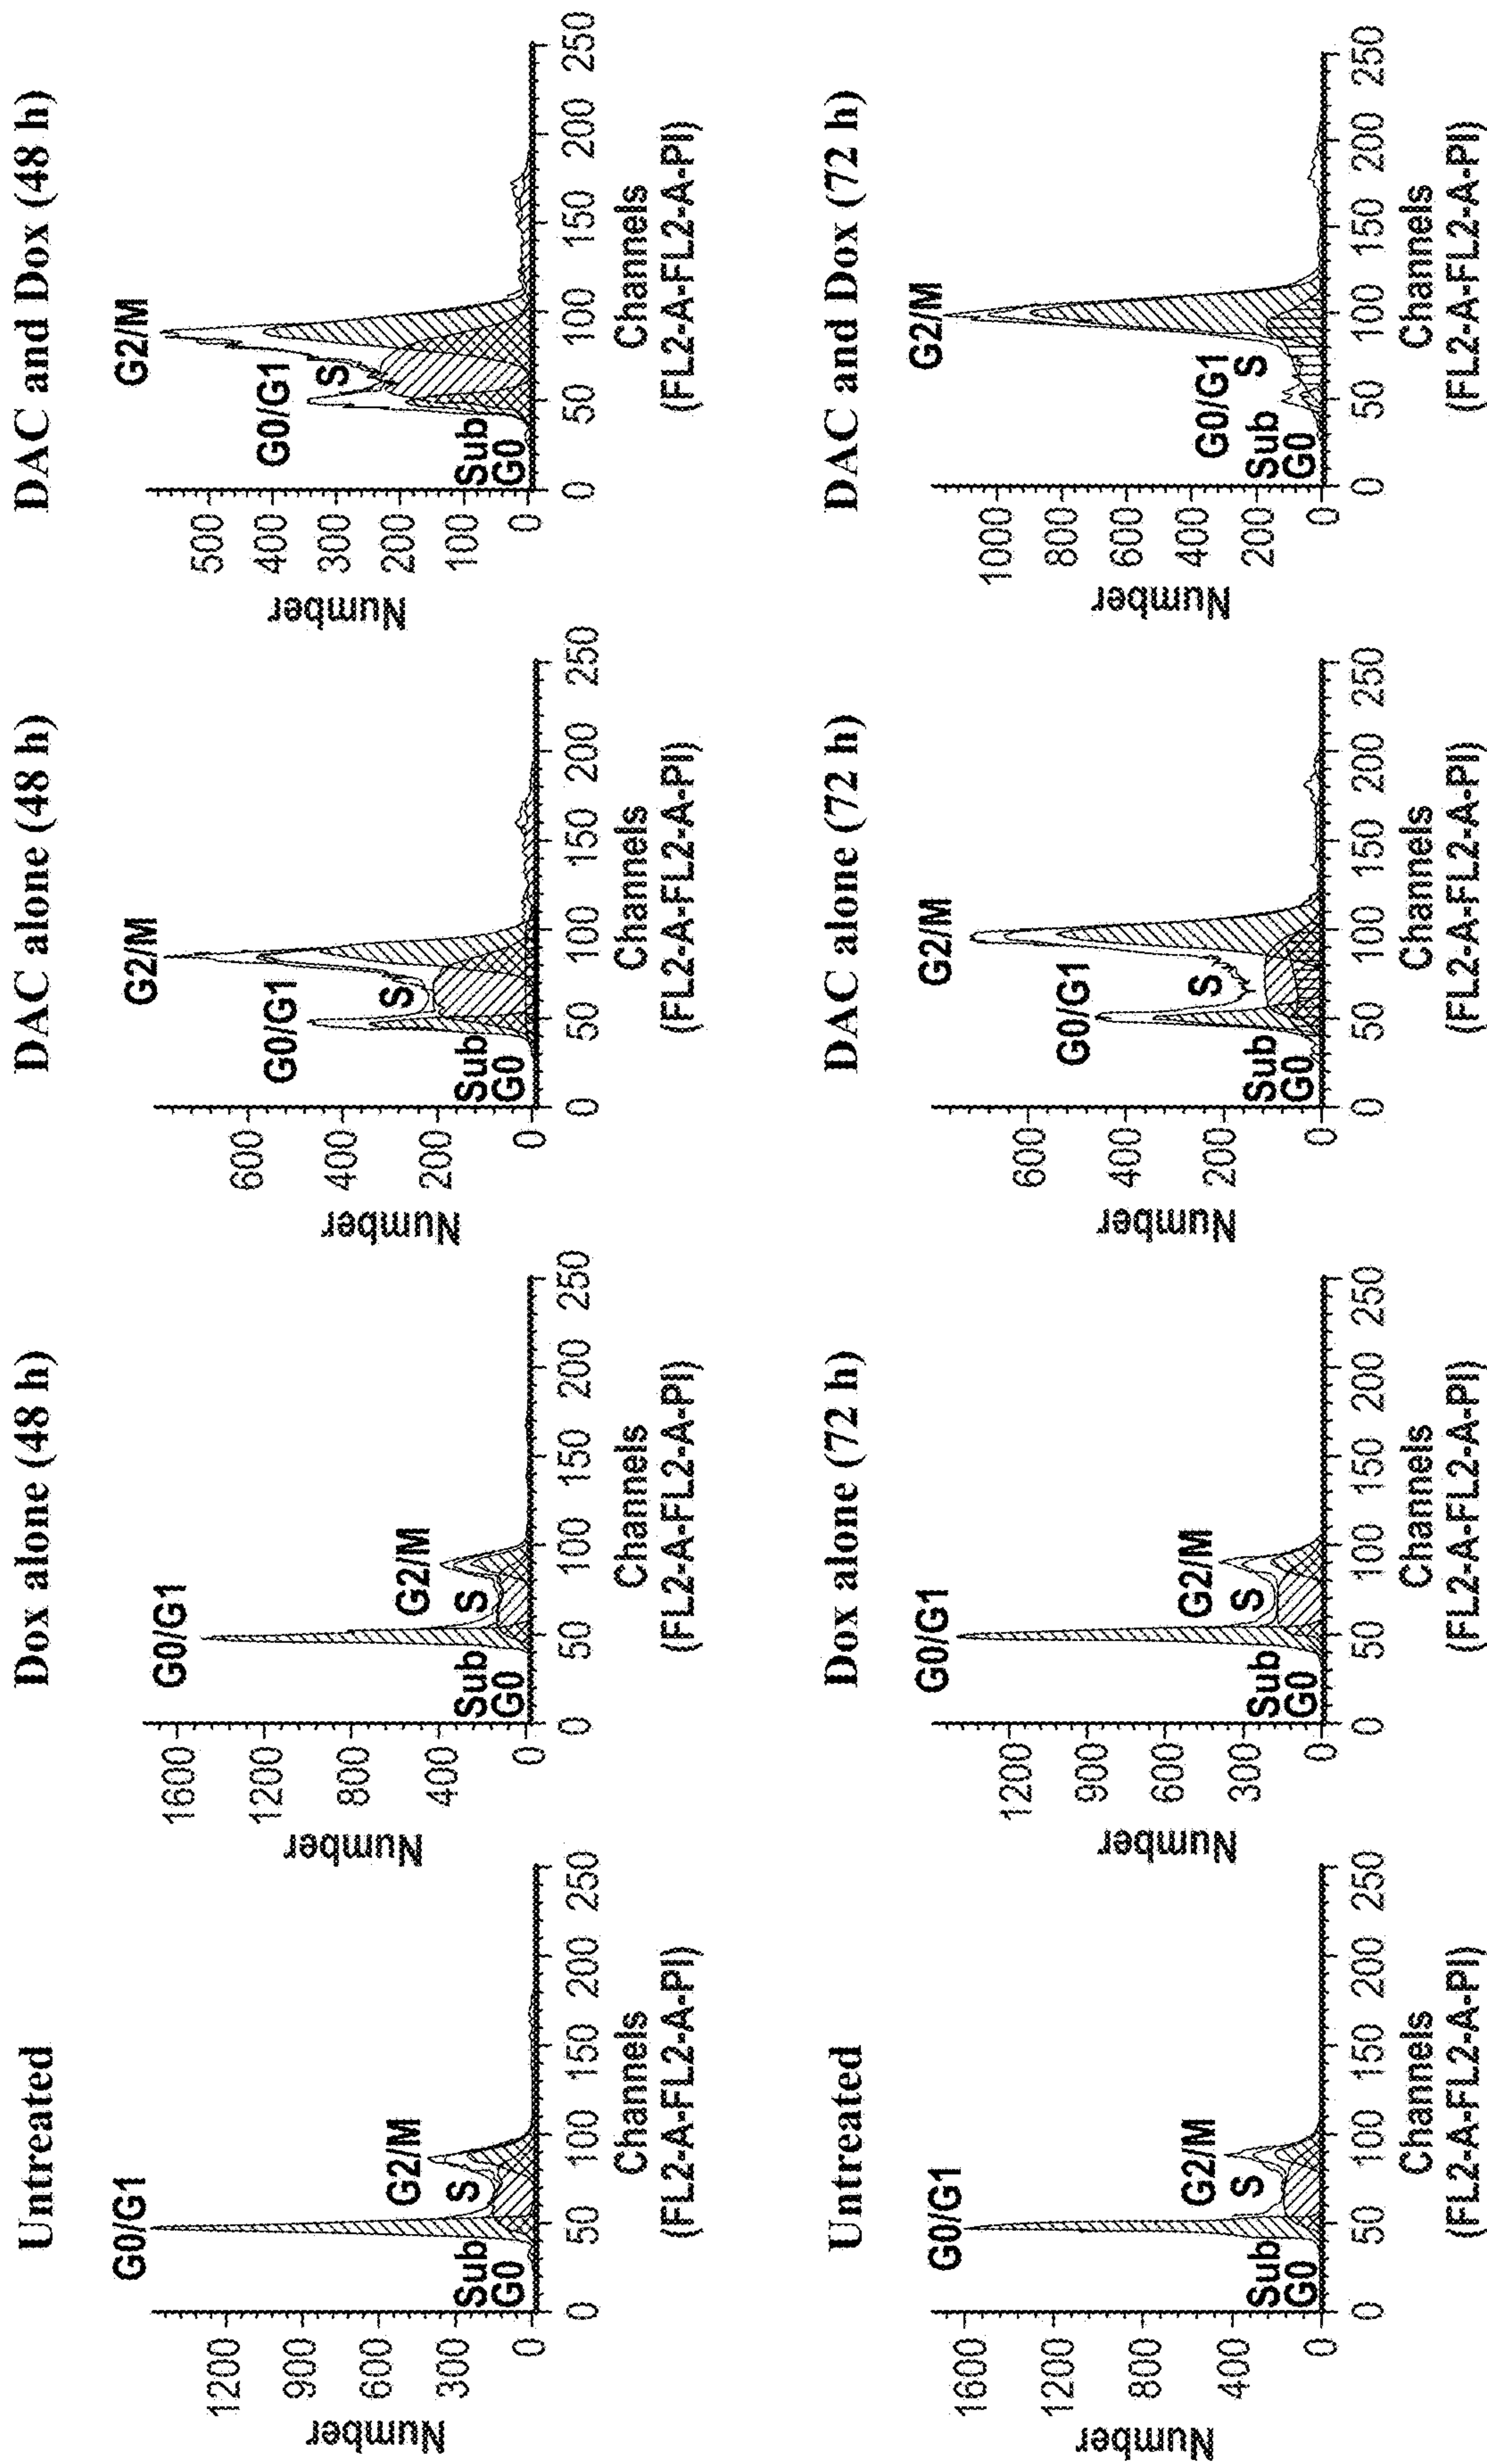 Untreated
G0/G1
G2/M
S
Sub
G0
1200
900
600
300
0
Number
0 50 100 150 200 250
Channels
(FL2-A-FL2-A-PI)
Dox alone (48 h)
G0/G1
G2/M
S
Sub
G0
1600
1200
800
400
0
Number
0 50 100 150 200 250
Channels
(FL2-A-FL2-A-PI)
DAC alone (48 h)
G2/M
G0/G1
S
Sub
G0
600
400
200
0
Number
0 50 100 150 200 250
Channels
(FL2-A-FL2-A-PI)
DAC and Dox (48 h)
G2/M
G0/G1
S
Sub
G0
500
400
300
200
100
0
Number
0 50 100 150 200 250
Channels
(FL2-A-FL2-A-PI)
Untreated
G0/G1
G2/M
S
Sub
G0
1600
1200
800
400
0
Number
0 50 100 150 200 250
Channels
(FL2-A-FL2-A-PI)
Dox alone (72 h)
G0/G1
G2/M
S
Sub
G0
1200
900
600
300
0
Number
0 50 100 150 200 250
Channels
(FL2-A-FL2-A-PI)
DAC alone (72 h)
G2/M
G0/G1
S
Sub
G0
600
400
200
0
Number
0 50 100 150 200 250
Channels
(FL2-A-FL2-A-PI)
DAC and Dox (72 h)
G2/M
G0/G1
S
Sub
G0
1000
800
600
400
200
0
Number
0 50 100 150 200 250
Channels
(FL2-A-FL2-A-PI)